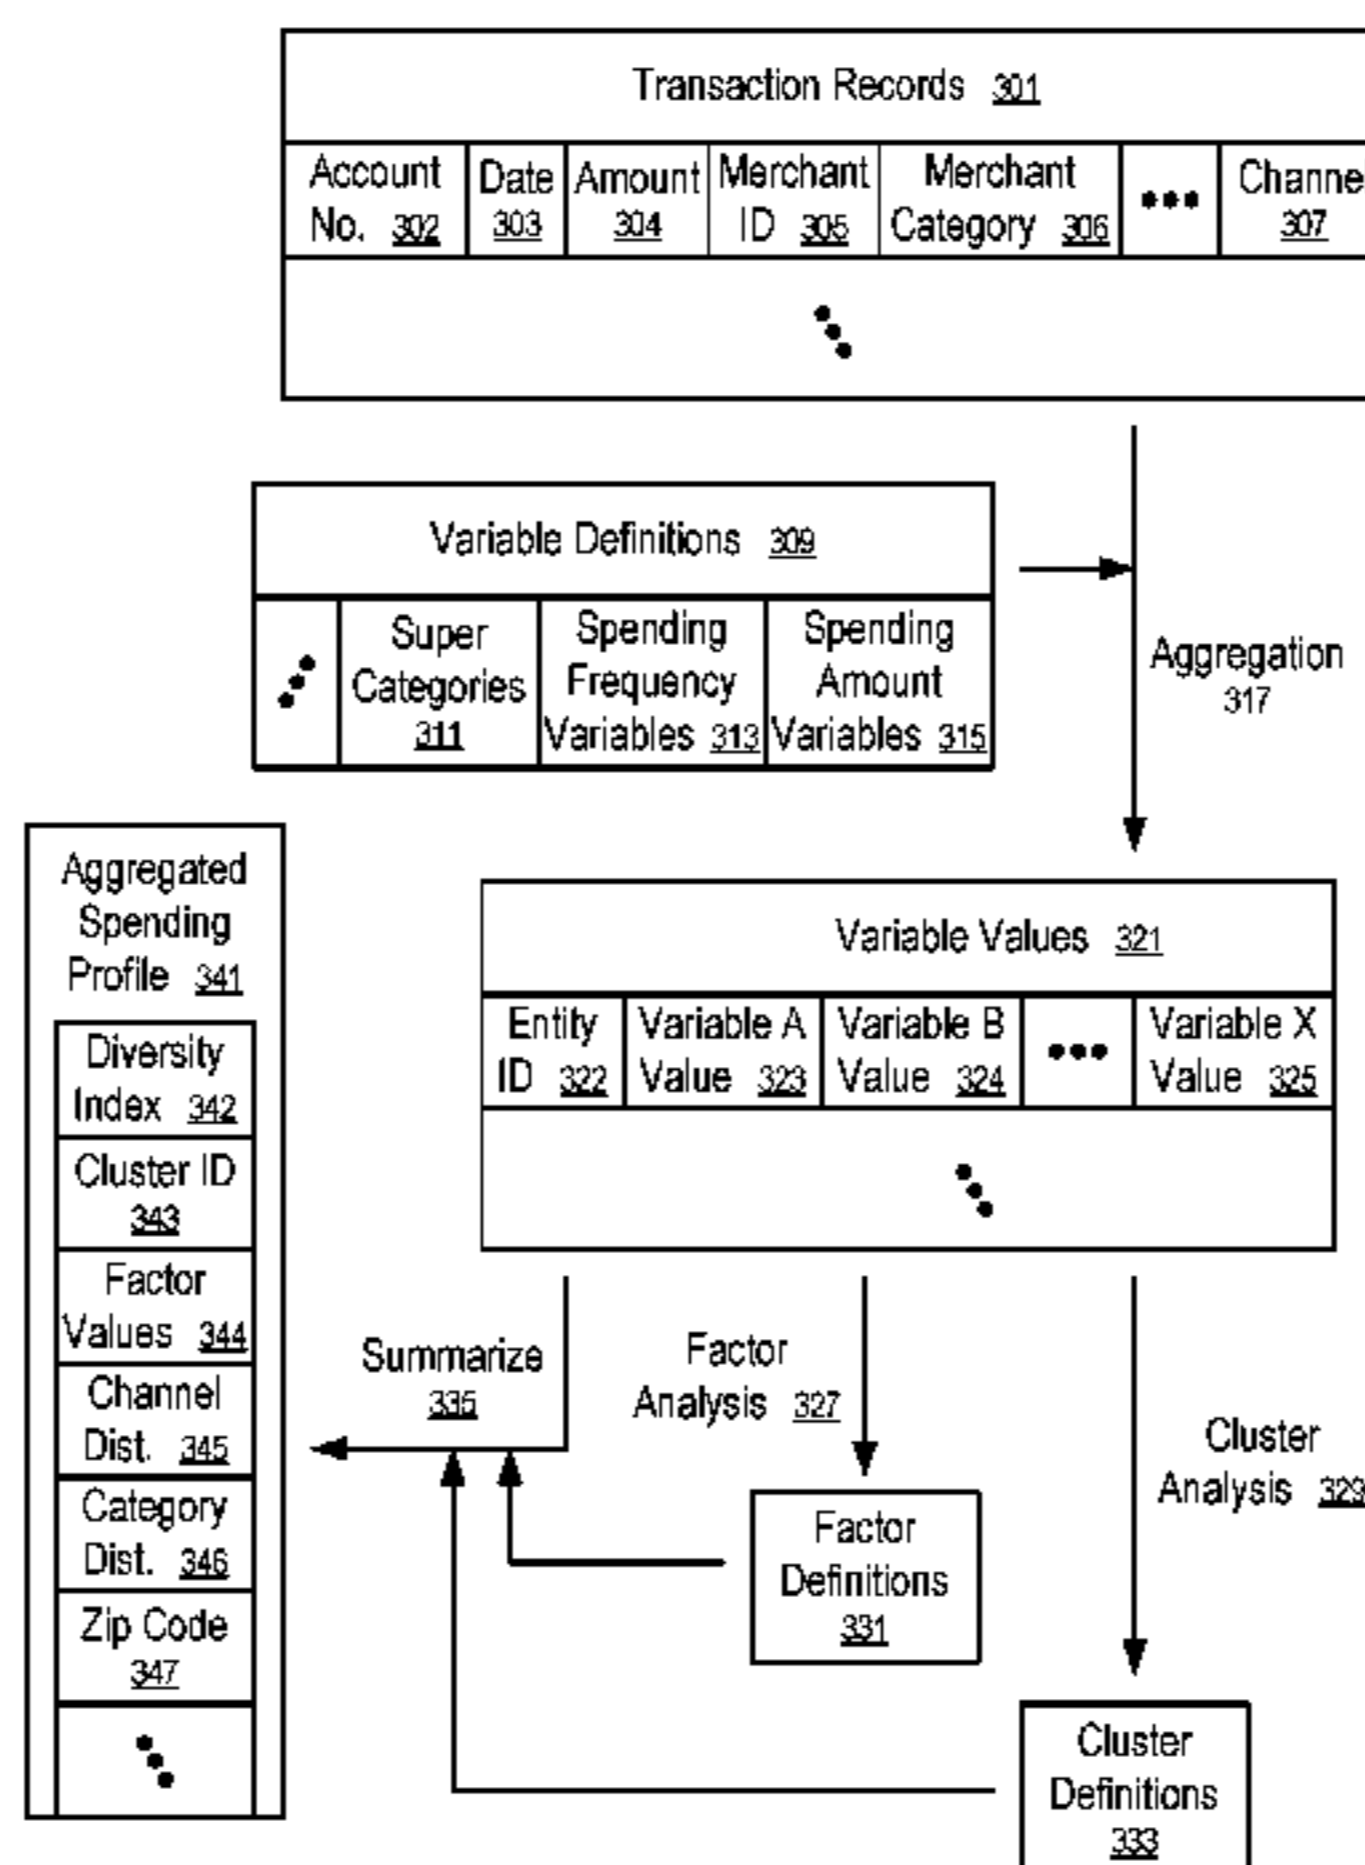 Transaction Records 301
Account No. 302
Date 303
Amount 304
Merchant ID 305
Merchant Category 306
••• Channel 307
Variable Definitions 309
Super Categories 311
Spending Frequency Variables 313
Spending Amount Variables 315
Aggregation 317
Aggregated Spending Profile 341
Diversity Index 342
Cluster ID 343
Factor Values 344
Channel Dist. 345
Category Dist. 346
Zip Code 347
Variable Values 321
Entity ID 322
Variable A Value 323
Variable B Value 324
••• Variable X Value 325
Summarize 335
Factor Analysis 327
Cluster Analysis 329
Factor Definitions 331
Cluster Definitions 333